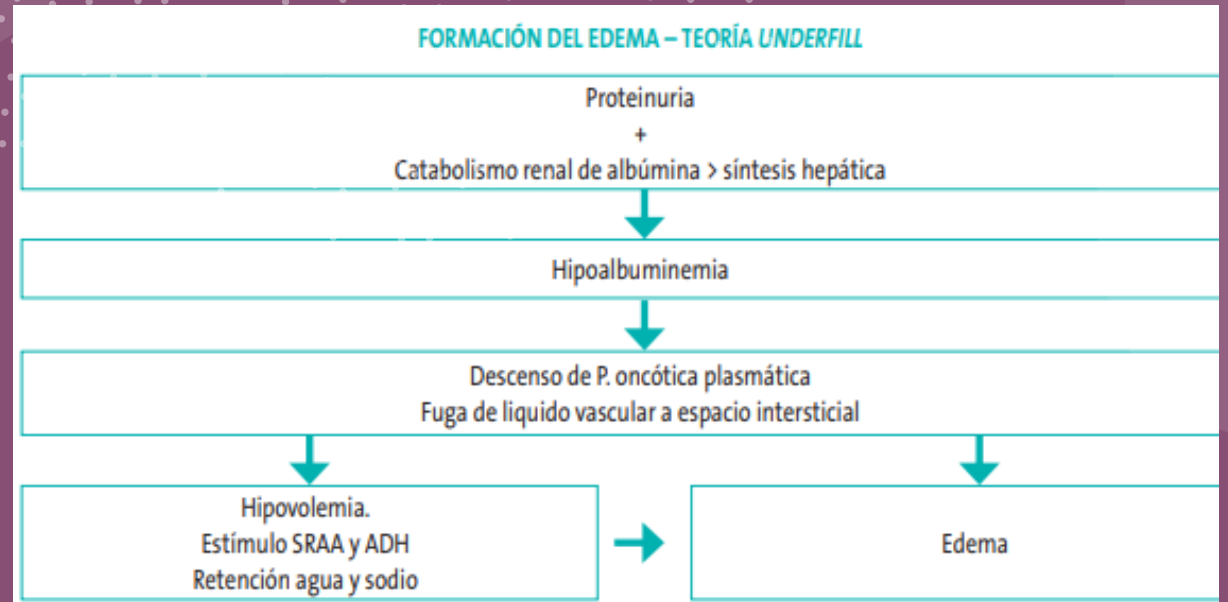 FORMACIÓN DEL EDEMA – TEORÍA UNDERFILL
Proteinuria
+
Catabolismo renal de albúmina > síntesis hepática
Hipoalbuminemia
Descenso de P. oncótica plasmática
Fuga de liquido vascular a espacio intersticial
Hipovolemia.
Estímulo SRAA y ADH
Retención agua y sodio
Edema